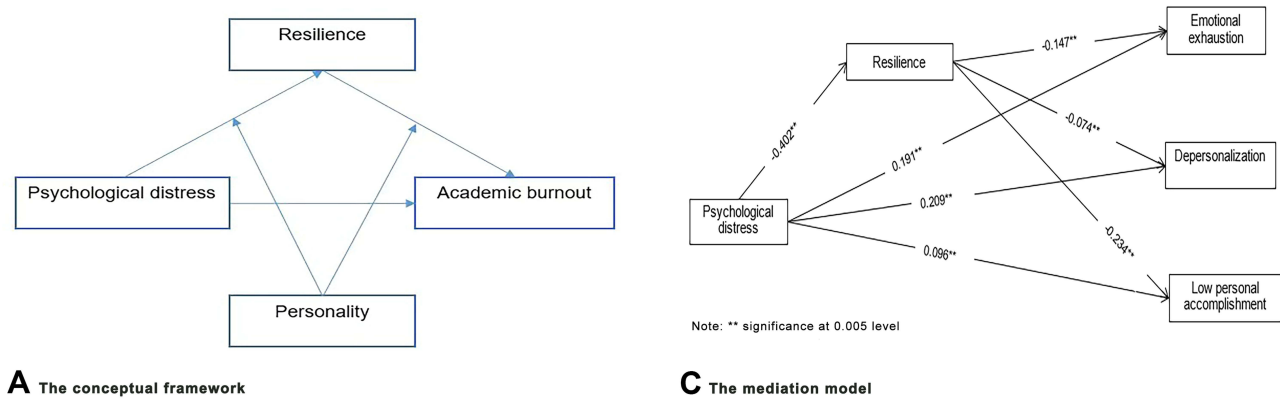 Resilience
Psychological distress
Academic burnout
Personality
A The conceptual framework
Emotional
exhaustion
-0.147**
Resilience
-0.074**
-0.402**
0.191**
Depersonalization
0.209**
Psychological
distress
-0.234**
0.096**
Low personal
accomplishment
Note: ** significance at 0.005 level
C The mediation model